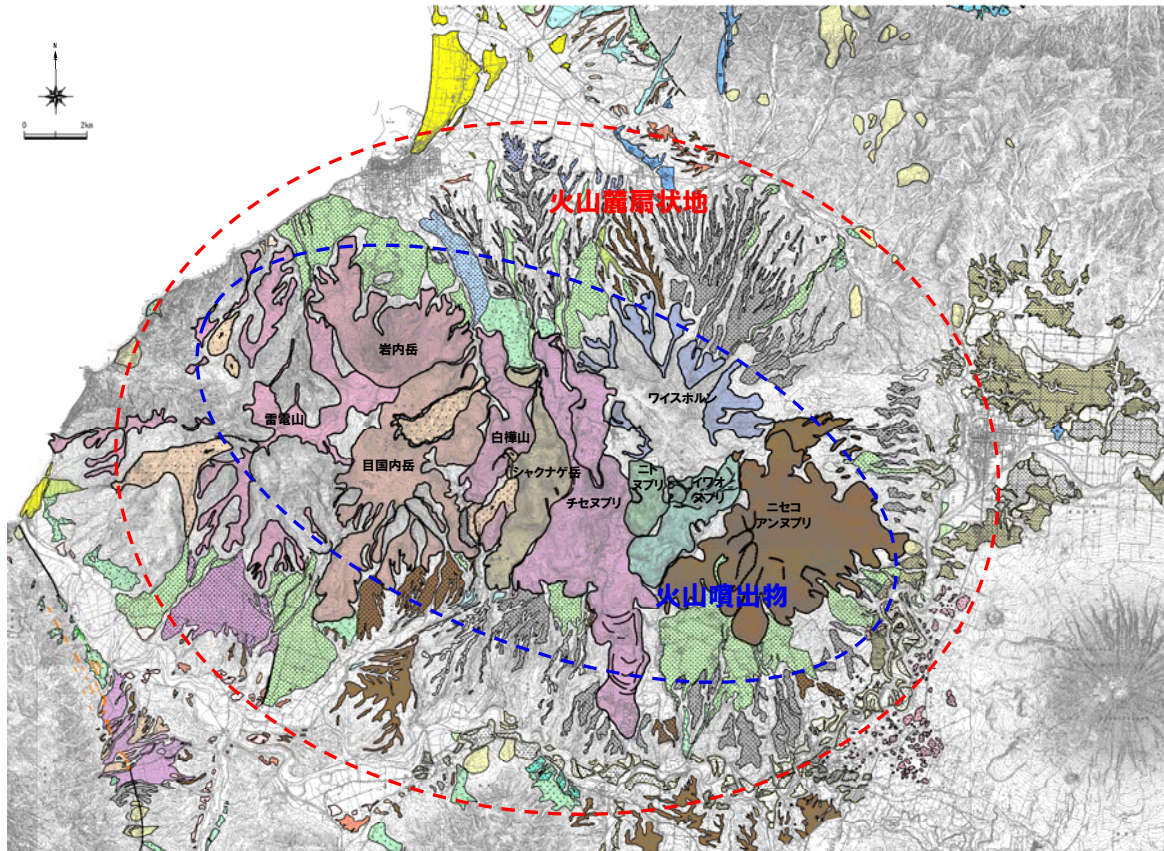 N
0 2km
火山麓扇状地
岩内岳
ワイスホルン
雷電山
白樺山
目国内岳
シャクナゲ岳
ニト
ヌプリ
イワオ
ヌプリ
チセヌプリ
ニセコ
アンヌプリ
火山噴出物